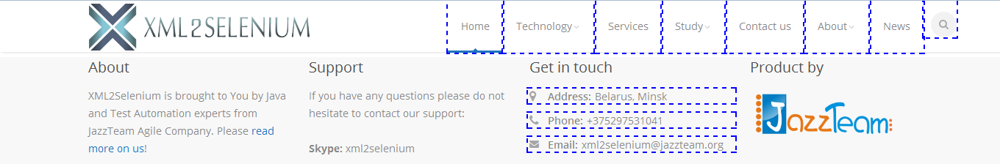 XML2SELENIUM
Home Technology Services Study Contact us About News
About
XML2Selenium is brought to You by Java
and Test Automation experts from
JazzTeam Agile Company. Please read
more on us!
Support
If you have any questions please do not
hesitate to contact our support:
Skype: xml2selenium
Get in touch
Address: Belarus, Minsk
Phone: +375297531041
Email: xml2selenium@jazzteam.org
Product by
JazzTeam